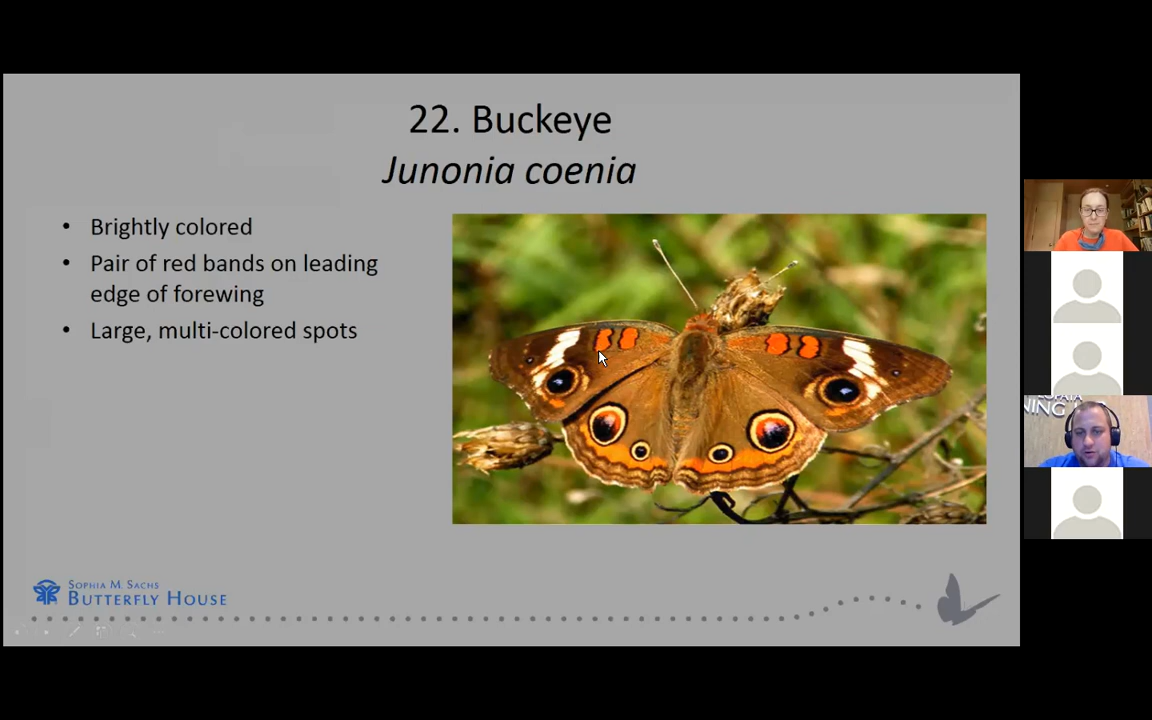 22. Buckeye
Junonia coenia
• Brightly colored
• Pair of red bands on leading
edge of forewing
• Large, multi-colored spots
SOPHIA M. SACHS
BUTTERFLY HOUSE